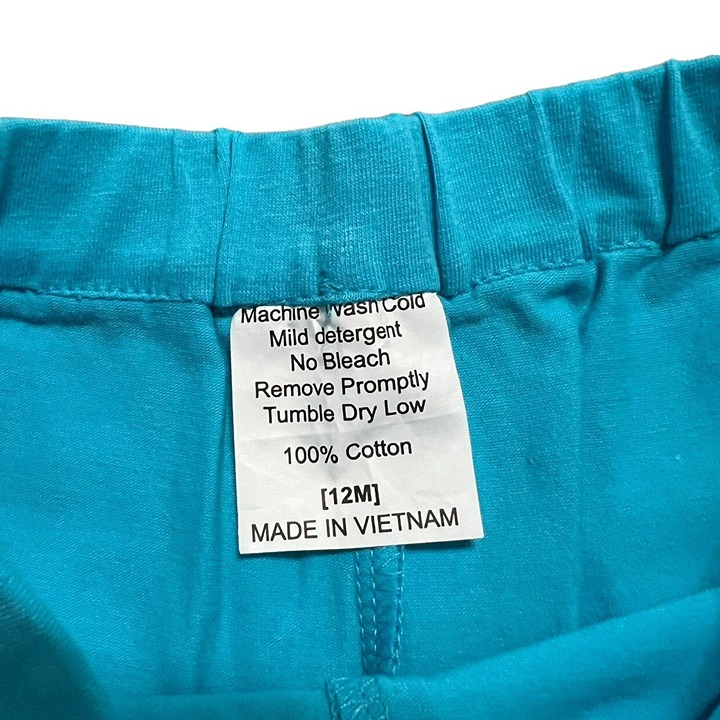 Machine Wash Cold
Mild detergent
No Bleach
Remove Promptly
Tumble Dry Low
100% Cotton
[12M]
MADE IN VIETNAM